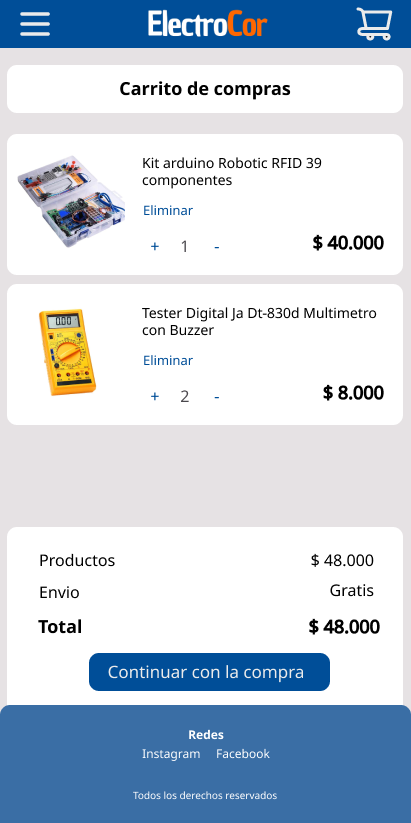 ElectroCor
Carrito de compras
Kit arduino Robotic RFID 39
componentes
Eliminar
+ 1 -
$ 40.000
0.00
Tester Digital Ja Dt-830d Multimetro
con Buzzer
Eliminar
+ 2 -
$ 8.000
Productos $ 48.000
Envio Gratis
Total $ 48.000
Continuar con la compra
Redes
Instagram Facebook
Todos los derechos reservados